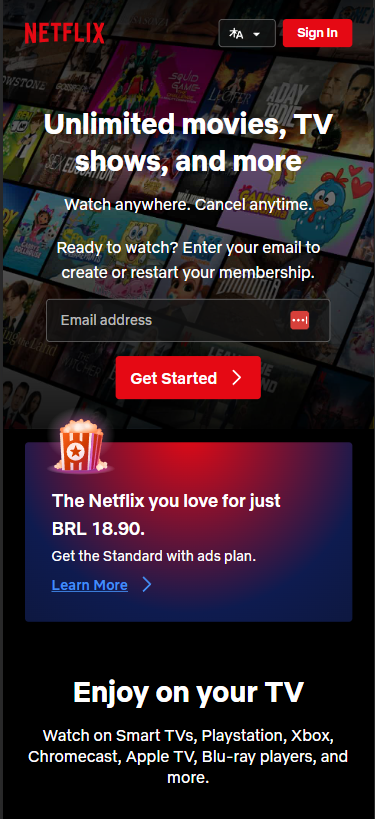 NETFLIX
Sign In
SQUID
GAME
LUCIFER
Unlimited movies, TV
shows, and more
Watch anywhere. Cancel anytime.
Ready to watch? Enter your email to
create or restart your membership.
Email address
Get Started
The Netflix you love for just
BRL 18.90.
Get the Standard with ads plan.
Learn More
Enjoy on your TV
Watch on Smart TVs, Playstation, Xbox,
Chromecast, Apple TV, Blu-ray players, and
more.